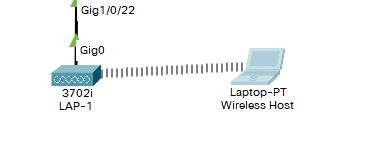 Gig1/0/22
Gig0
3702i
LAP-1
Laptop-PT
Wireless Host